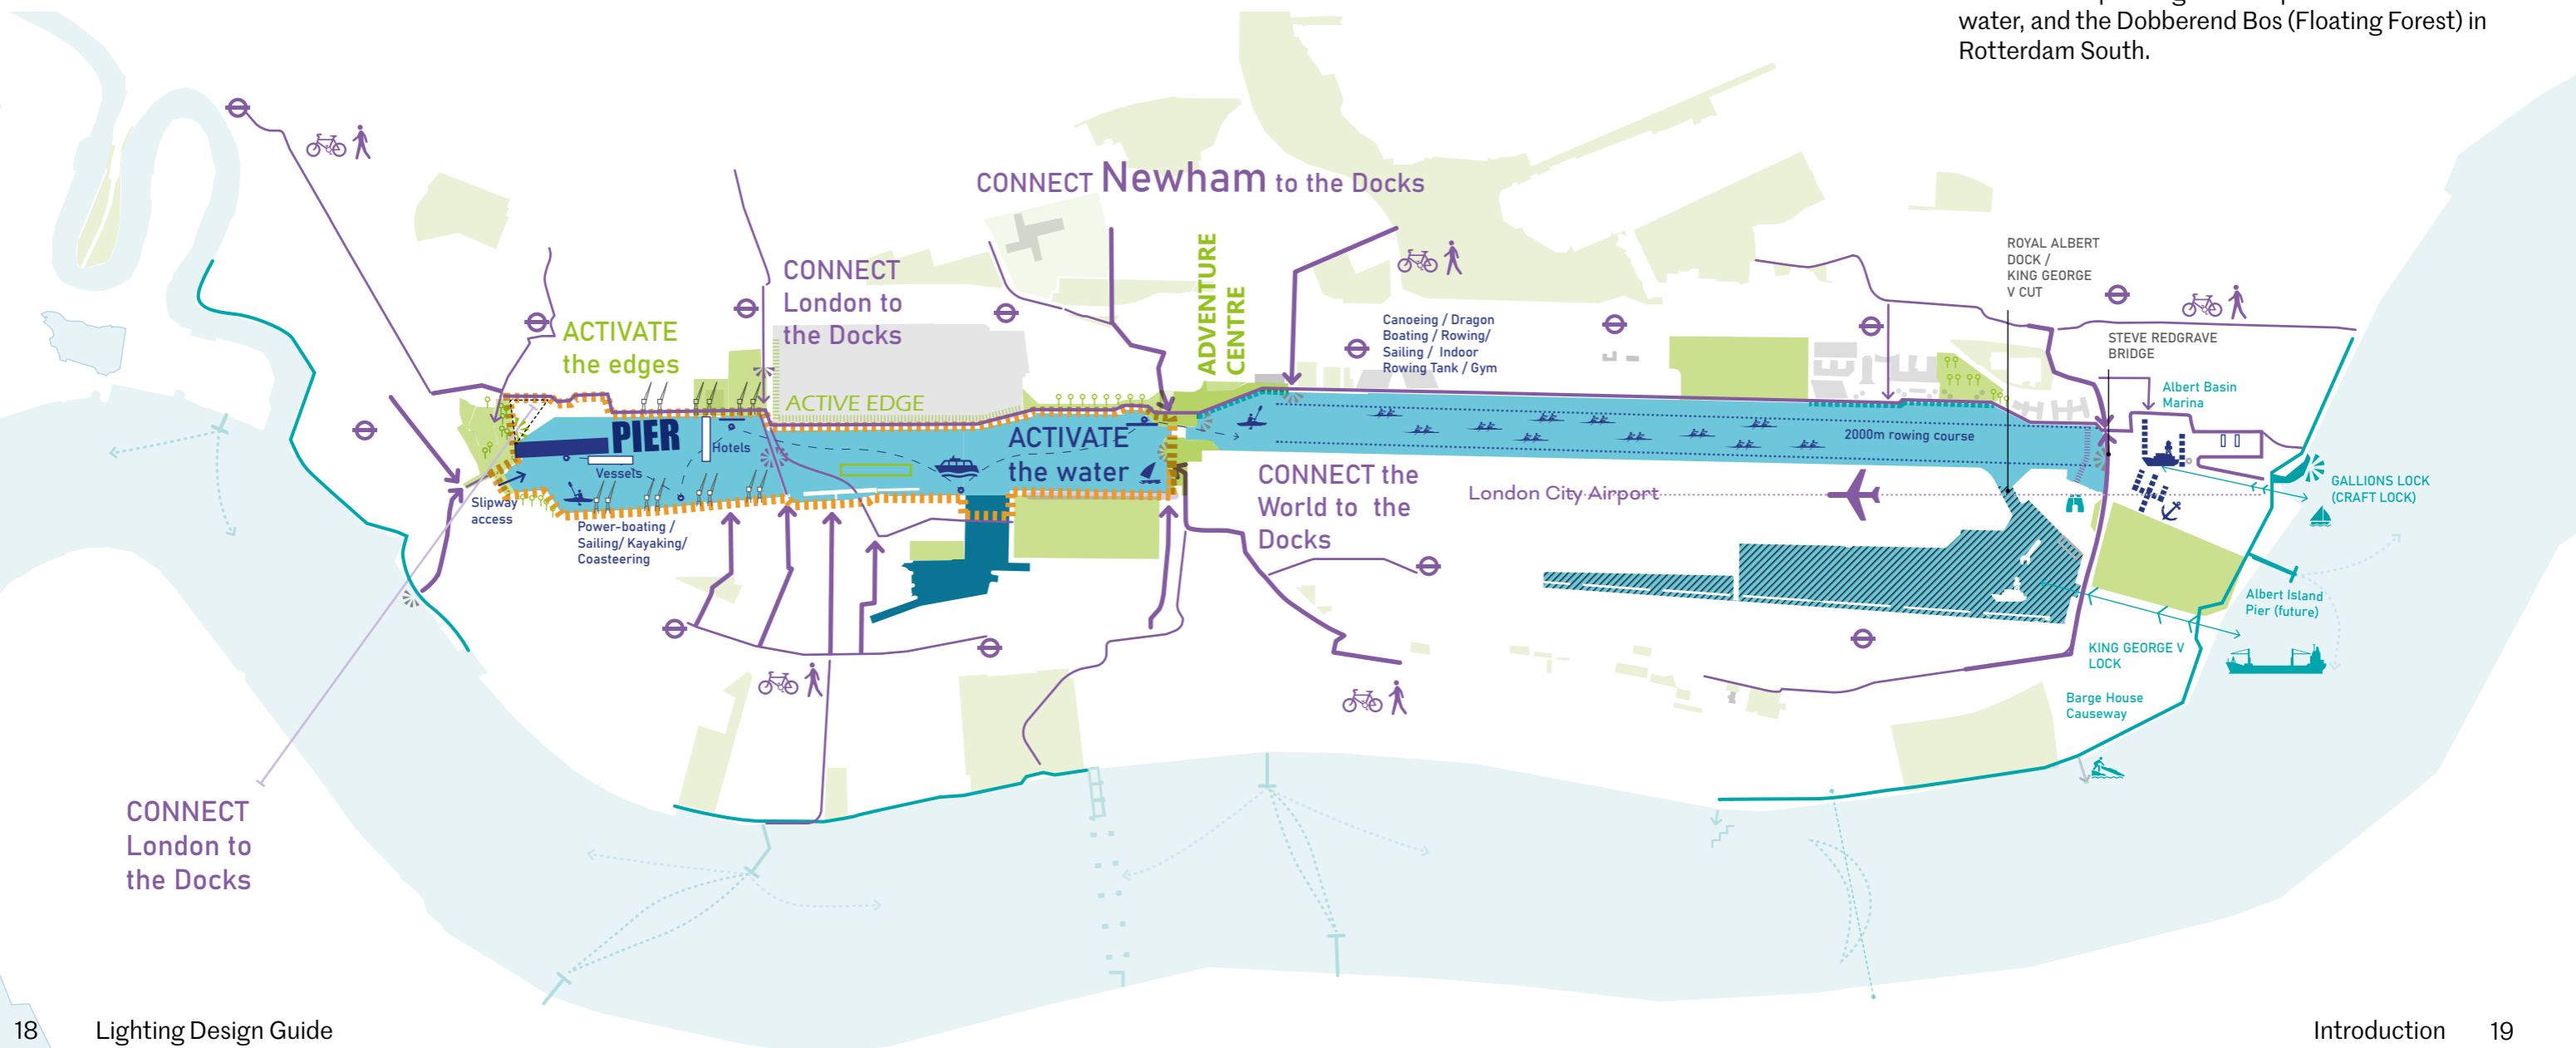 water, and the Dobberend Bos (Floating Forest) in
Rotterdam South.
CONNECT Newham to the Docks
ADVENTURE
CENTRE
CONNECT
London to
the Docks
ACTIVATE
the edges
ACTIVE EDGE
PIER
Hotels
Vessels
Slipway
access
Power-boating /
Sailing/ Kayaking/
Coasteering
ACTIVATE
the water
Canoeing / Dragon
Boating / Rowing/
Sailing / Indoor
Rowing Tank / Gym
2000m rowing course
CONNECT the
World to the
Docks
London City Airport
ROYAL ALBERT
DOCK /
KING GEORGE
V CUT
STEVE REDGRAVE
BRIDGE
Albert Basin
Marina
GALLIONS LOCK
(CRAFT LOCK)
Albert Island
Pier (future)
KING GEORGE V
LOCK
Barge House
Causeway
CONNECT
London to
the Docks
18 Lighting Design Guide
Introduction 19